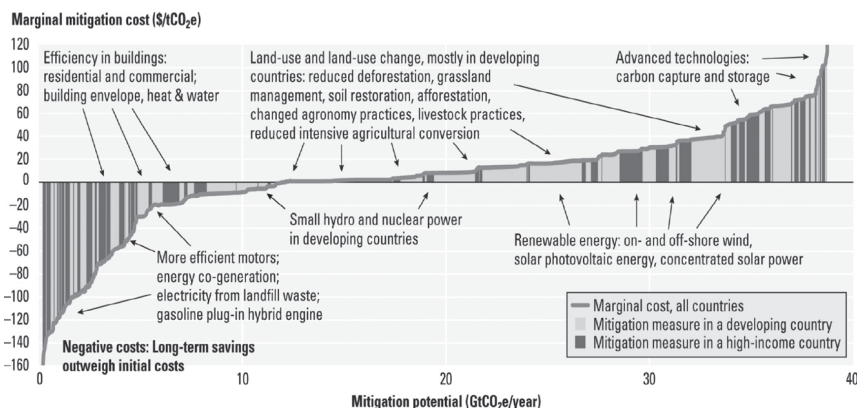 Marginal mitigation cost ($/tCO2e)
120
100
80
60
40
20
0
−20
−40
−60
−80
−100
−120
−140
−160
Efficiency in buildings:
residential and commercial;
building envelope, heat & water
Land-use and land-use change, mostly in developing
countries: reduced deforestation, grassland
management, soil restoration, afforestation,
changed agronomy practices, livestock practices,
reduced intensive agricultural conversion
Advanced technologies:
carbon capture and storage
Small hydro and nuclear power
in developing countries
More efficient motors;
energy co-generation;
electricity from landfill waste;
gasoline plug-in hybrid engine
Renewable energy: on- and off-shore wind,
solar photovoltaic energy, concentrated solar power
Negative costs: Long-term savings
outweigh initial costs
Marginal cost, all countries
Mitigation measure in a developing country
Mitigation measure in a high-income country
0 10 20 30 40
Mitigation potential (GtCO2e/year)